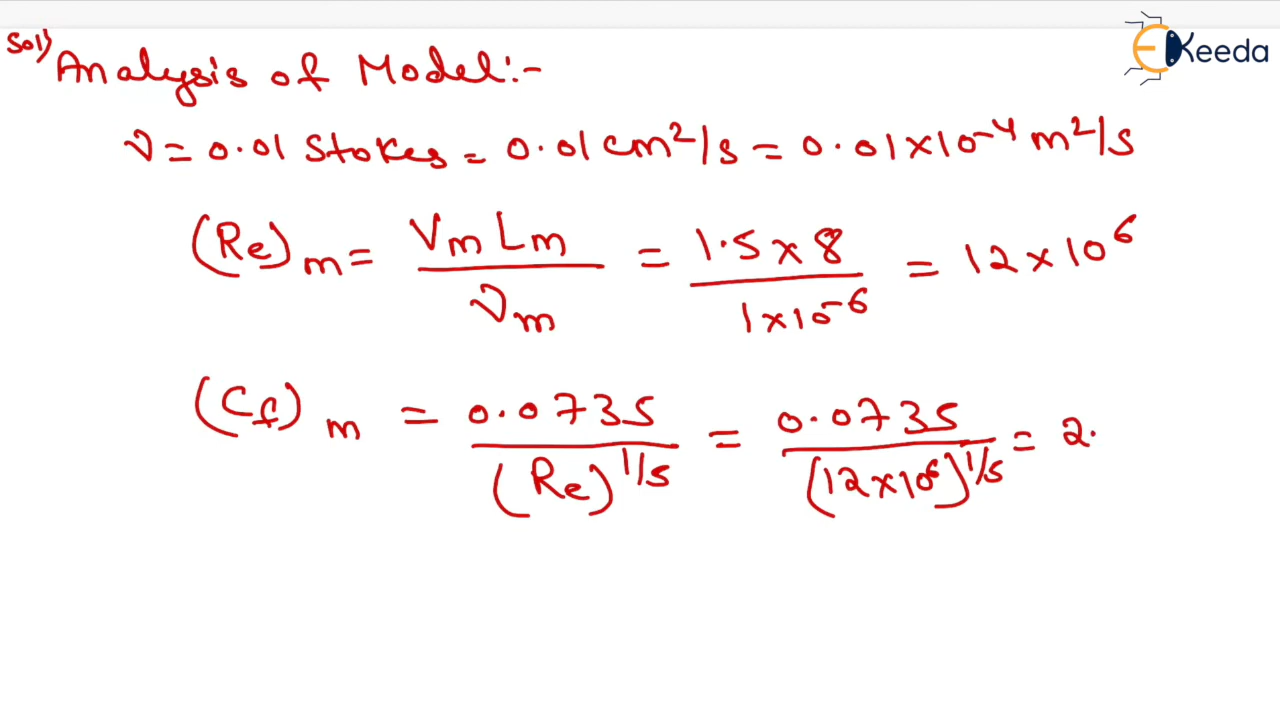 Sol)
EKeeda
Analysis of Model:-
ν = 0.01 Stokes = 0.01 cm²/s = 0.01×10⁻⁴ m²/s
(Re)m = VmLm/νm = 1.5×8/1×10⁻⁶ = 12×10⁶
(Cf)m = 0.0735/(Re)^1/5 = 0.0735/(12×10⁶)^1/5 = 2.